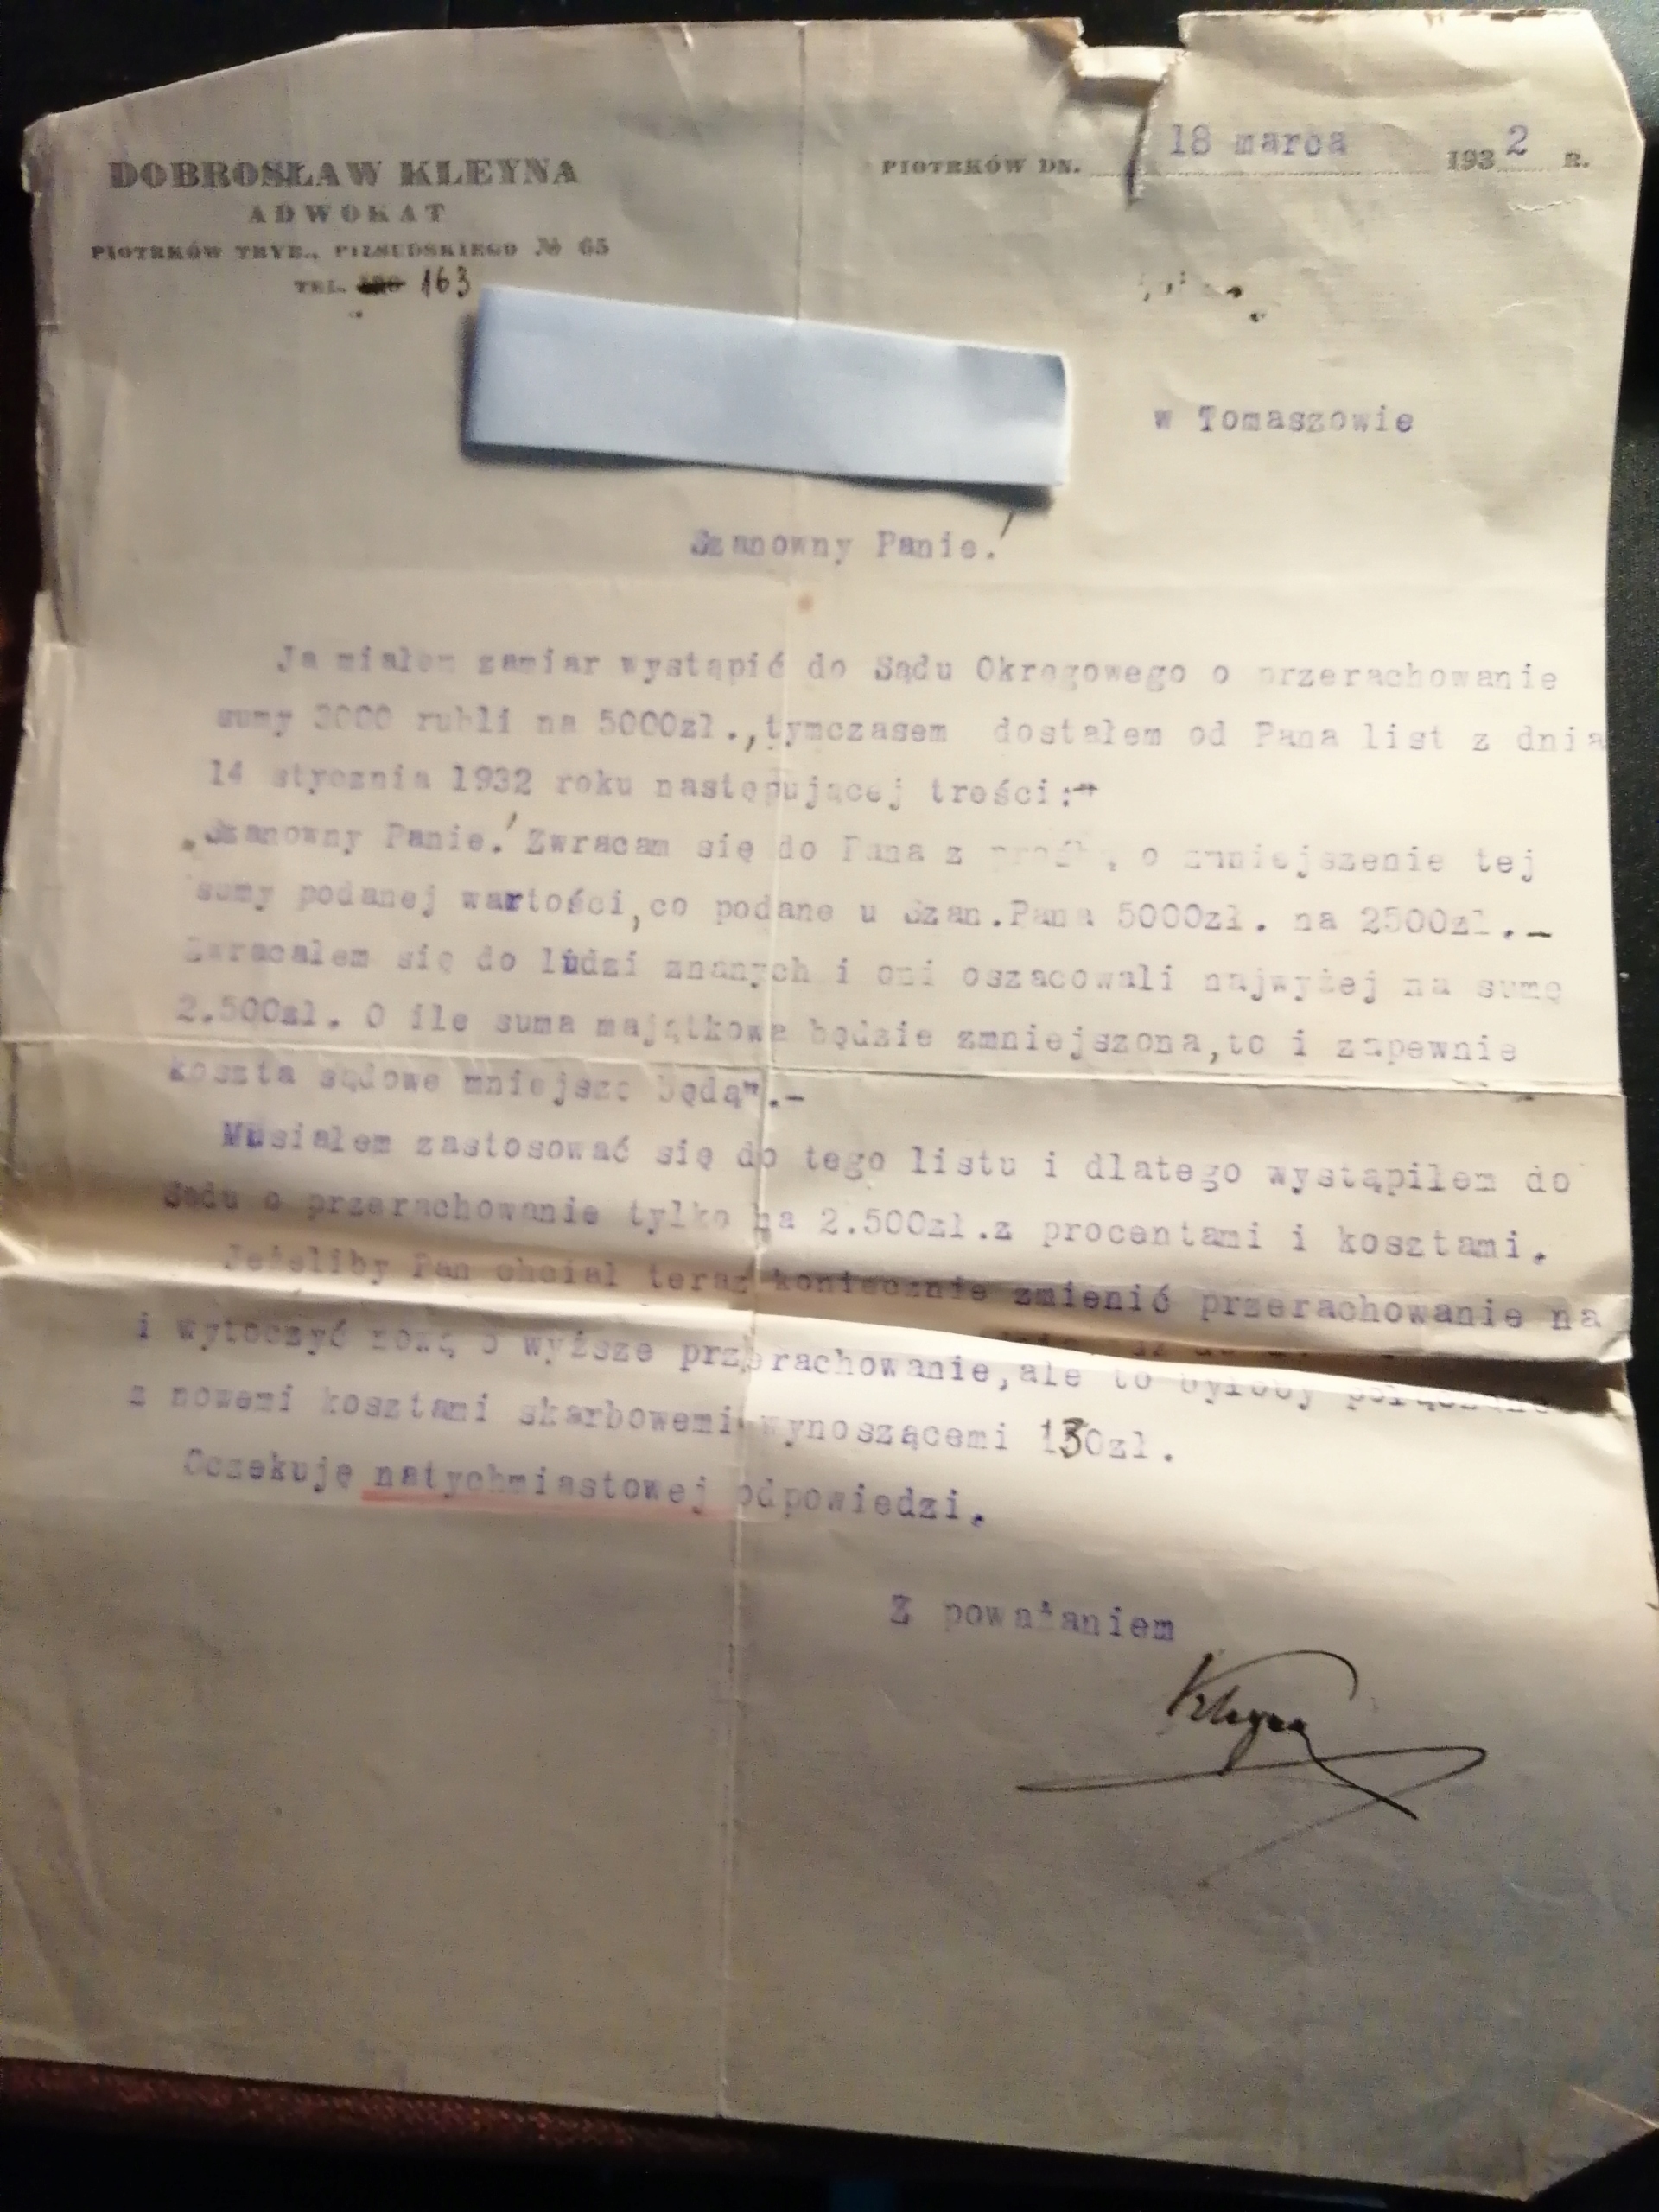 DOBROSŁAW KLEYNA
ADWOKAT
PIOTRKÓW TRYB., PIŁSUDSKIEGO № 65
TEL. 163
PIOTRKÓW DN. 18 marca 1932 R.
w Tomaszowie
Szanowny Panie!
Ja miałem zamiar wystąpić do Sądu Okręgowego o przerachowanie
sumy 3000 rubli na 5000zł., tymczasem dostałem od Pana list z dnia
14 stycznia 1932 roku następującej treści:"
„Szanowny Panie! Zwracam się do Pana z prośbą o zmniejszenie tej
sumy podanej wartości,co podane u Szan.Pana 5000zł. na 2500zł.-
Zwracałem się do ludzi znanych i oni oszacowali najwyżej na sumę
2.500zł. O ile suma majątkowa będzie zmniejszona,to i zapewnie
koszta sądowe mniejsze będą".-
Musiałem zastosować się do tego listu i dlatego wystąpiłem do
Sądu o przerachowanie tylko na 2.500zł.z procentami i kosztami.
Jeżeliby Pan chciał teraz koniecznie zmienić przerachowanie na
i wytoczyć nową o wyższe przerachowanie,ale to byłoby połączone
z nowemi kosztami skarbowemi wynoszącemi 130zł.
Oczekuję natychmiastowej odpowiedzi.
Z poważaniem
Kleyna